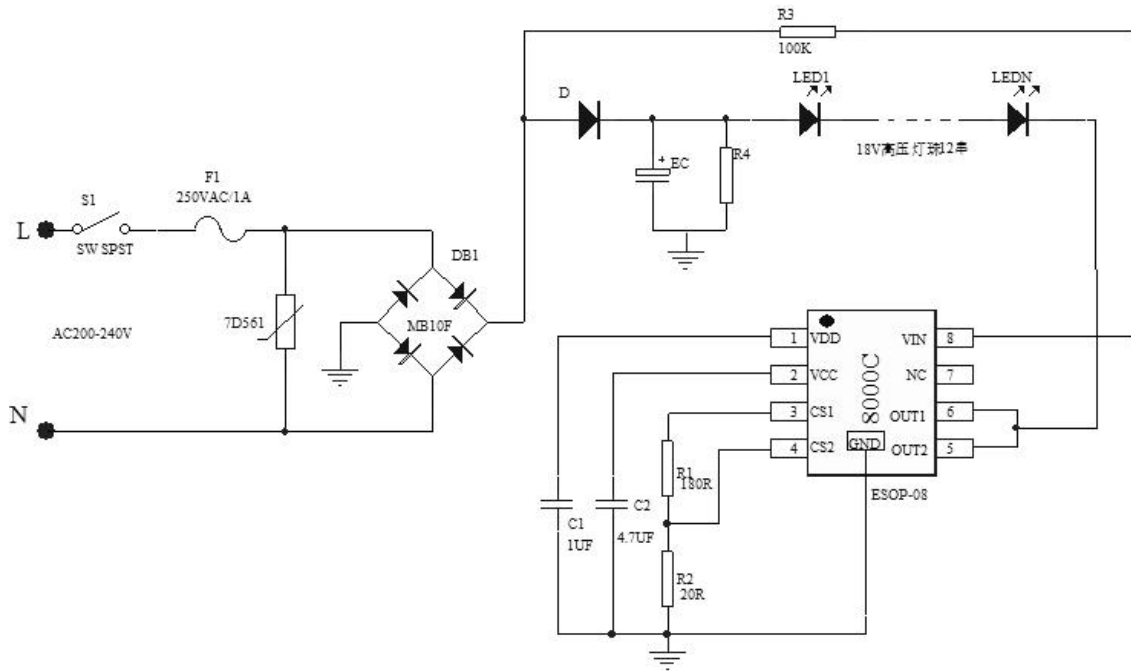 R3
100K
D
LED1
LEDN
+
EC
R4
18V高压灯珠12串
F1
250VAC/1A
S1
L
SW SPST
DB1
7D561
MB10F
AC200-240V
N
1
VDD
VIN
8
2
VCC
NC
7
3
CS1
8000C
OUT1
6
4
CS2
GND
OUT2
5
ESOP-08
R1
180R
C1
1UF
C2
4.7UF
R2
20R